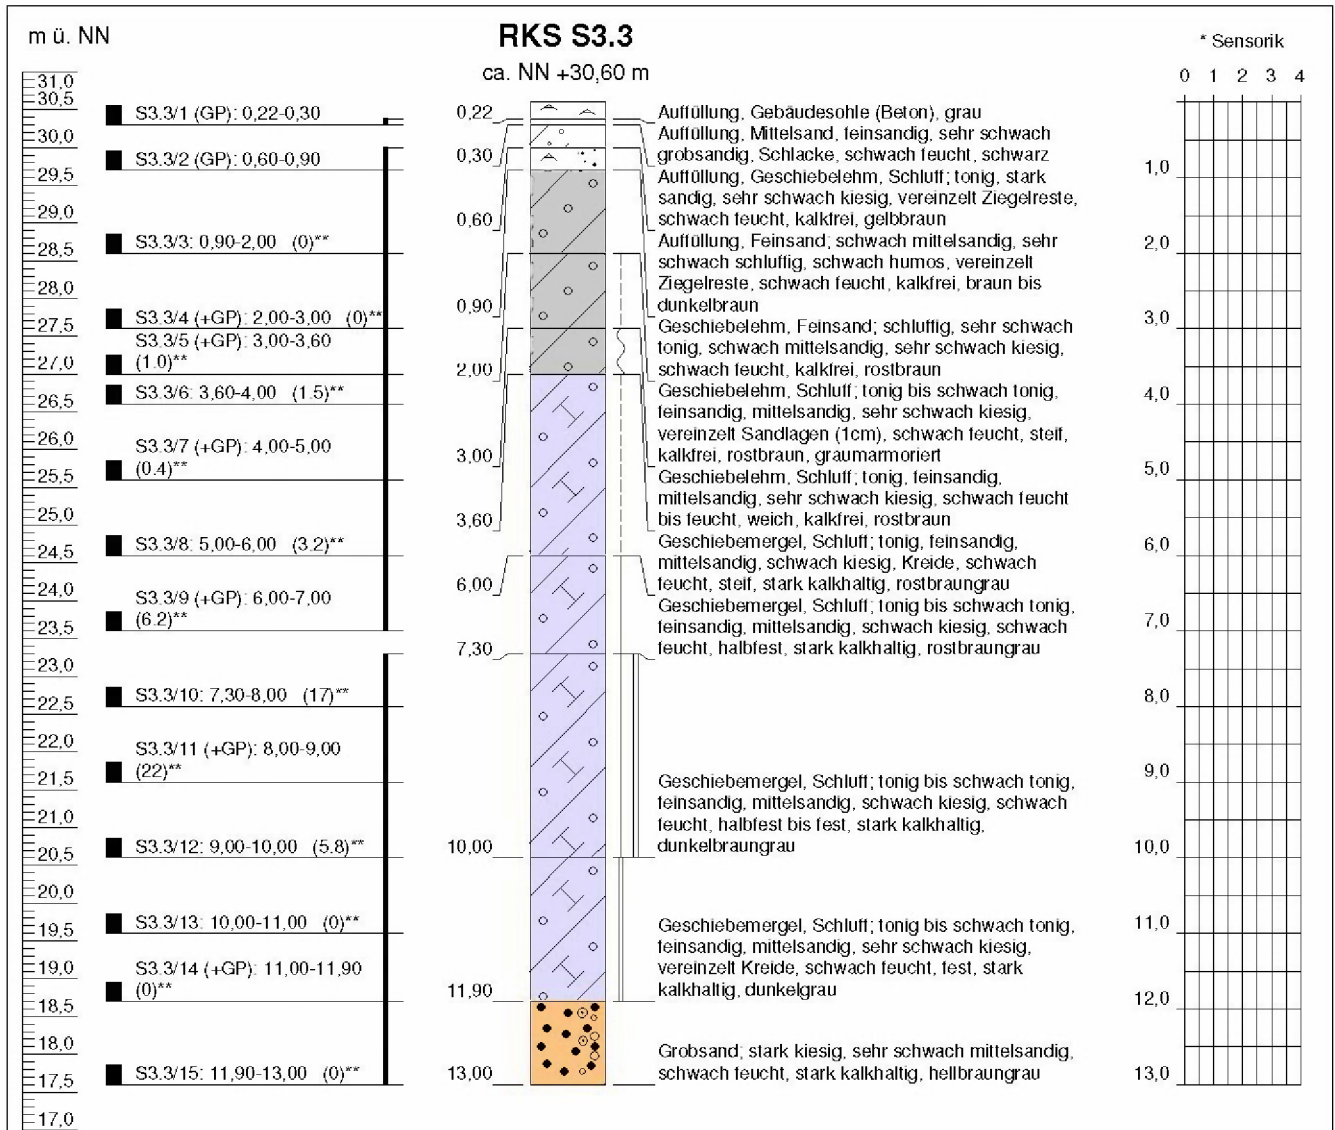 m ü. NN
RKS S3.3
ca. NN +30,60 m
* Sensorik
0 1 2 3 4
31,0
30,5
30,0
29,5
29,0
28,5
28,0
27,5
27,0
26,5
26,0
25,5
25,0
24,5
24,0
23,5
23,0
22,5
22,0
21,5
21,0
20,5
20,0
19,5
19,0
18,5
18,0
17,5
17,0
S3.3/1 (GP): 0,22-0,30
S3.3/2 (GP): 0,60-0,90
S3.3/3: 0,90-2,00 (0)**
S3.3/4 (+GP): 2,00-3,00 (0)**
S3.3/5 (+GP): 3,00-3,60
(1.0)**
S3.3/6: 3,60-4,00 (1.5)**
S3.3/7 (+GP): 4,00-5,00
(0.4)**
S3.3/8: 5,00-6,00 (3.2)**
S3.3/9 (+GP): 6,00-7,00
(6.2)**
S3.3/10: 7,30-8,00 (17)**
S3.3/11 (+GP): 8,00-9,00
(22)**
S3.3/12: 9,00-10,00 (5.8)**
S3.3/13: 10,00-11,00 (0)**
S3.3/14 (+GP): 11,00-11,90
(0)**
S3.3/15: 11,90-13,00 (0)**
0,22
0,30
0,60
0,90
2,00
3,00
3,60
6,00
7,30
10,00
11,90
13,00
Auffüllung, Gebäudesohle (Beton), grau
Auffüllung, Mittelsand, feinsandig, sehr schwach
grobsandig, Schlacke, schwach feucht, schwarz
Auffüllung, Geschiebelehm, Schluff; tonig, stark
sandig, sehr schwach kiesig, vereinzelt Ziegelreste,
schwach feucht, kalkfrei, gelbbraun
Auffüllung, Feinsand; schwach mittelsandig, sehr
schwach schluffig, schwach humos, vereinzelt
Ziegelreste, schwach feucht, kalkfrei, braun bis
dunkelbraun
Geschiebelehm, Feinsand; schluffig, sehr schwach
tonig, schwach mittelsandig, sehr schwach kiesig,
schwach feucht, kalkfrei, rostbraun
Geschiebelehm, Schluff; tonig bis schwach tonig,
feinsandig, mittelsandig, sehr schwach kiesig,
vereinzelt Sandlagen (1cm), schwach feucht, steif,
kalkfrei, rostbraun, graumarmoriert
Geschiebelehm, Schluff; tonig, feinsandig,
mittelsandig, sehr schwach kiesig, schwach feucht
bis feucht, weich, kalkfrei, rostbraun
Geschiebemergel, Schluff; tonig, feinsandig,
mittelsandig, schwach kiesig, Kreide, schwach
feucht, steif, stark kalkhaltig, rostbraungrau
Geschiebemergel, Schluff; tonig bis schwach tonig,
feinsandig, mittelsandig, schwach kiesig, schwach
feucht, halbfest, stark kalkhaltig, rostbraungrau
Geschiebemergel, Schluff; tonig bis schwach tonig,
feinsandig, mittelsandig, schwach kiesig, schwach
feucht, halbfest bis fest, stark kalkhaltig,
dunkelbraungrau
Geschiebemergel, Schluff; tonig bis schwach tonig,
feinsandig, mittelsandig, sehr schwach kiesig,
vereinzelt Kreide, schwach feucht, fest, stark
kalkhaltig, dunkelgrau
Grobsand; stark kiesig, sehr schwach mittelsandig,
schwach feucht, stark kalkhaltig, hellbraungrau
1,0
2,0
3,0
4,0
5,0
6,0
7,0
8,0
9,0
10,0
11,0
12,0
13,0